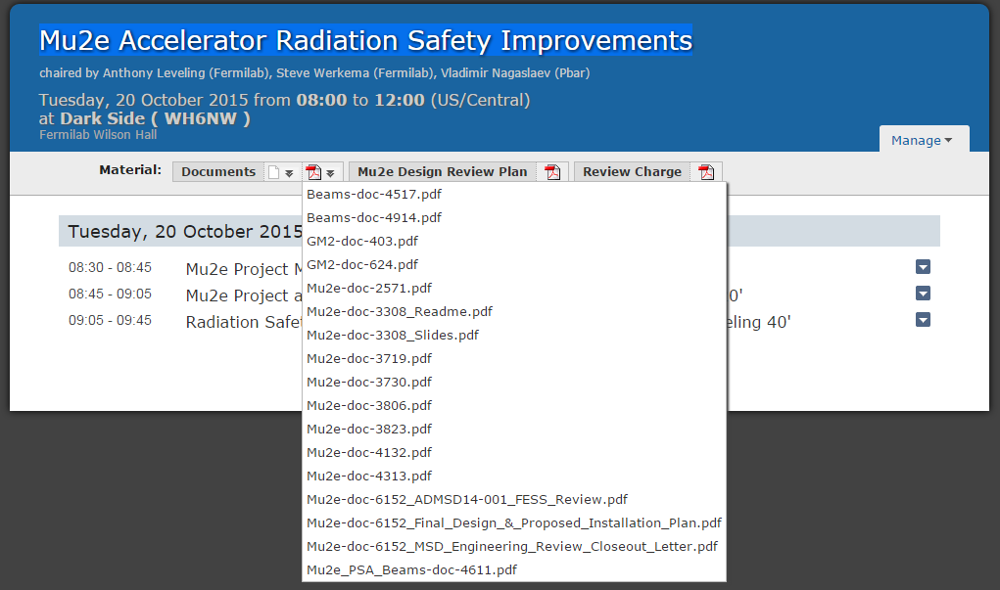 Mu2e Accelerator Radiation Safety Improvements
chaired by Anthony Leveling (Fermilab), Steve Werkema (Fermilab), Vladimir Nagaslaev (Pbar)
Tuesday, 20 October 2015 from 08:00 to 12:00 (US/Central)
at Dark Side ( WH6NW )
Fermilab Wilson Hall
Manage
Material: Documents Mu2e Design Review Plan Review Charge
Beams-doc-4517.pdf
Beams-doc-4914.pdf
GM2-doc-403.pdf
GM2-doc-624.pdf
Mu2e-doc-2571.pdf
Mu2e-doc-3308_Readme.pdf
Mu2e-doc-3308_Slides.pdf
Mu2e-doc-3719.pdf
Mu2e-doc-3730.pdf
Mu2e-doc-3806.pdf
Mu2e-doc-3823.pdf
Mu2e-doc-4132.pdf
Mu2e-doc-4313.pdf
Mu2e-doc-6152_ADMSD14-001_FESS_Review.pdf
Mu2e-doc-6152_Final_Design_&_Proposed_Installation_Plan.pdf
Mu2e-doc-6152_MSD_Engineering_Review_Closeout_Letter.pdf
Mu2e_PSA_Beams-doc-4611.pdf
Tuesday, 20 October 2015
08:30 - 08:45 Mu2e Project
08:45 - 09:05 Mu2e Project 0'
09:05 - 09:45 Radiation eling 40'